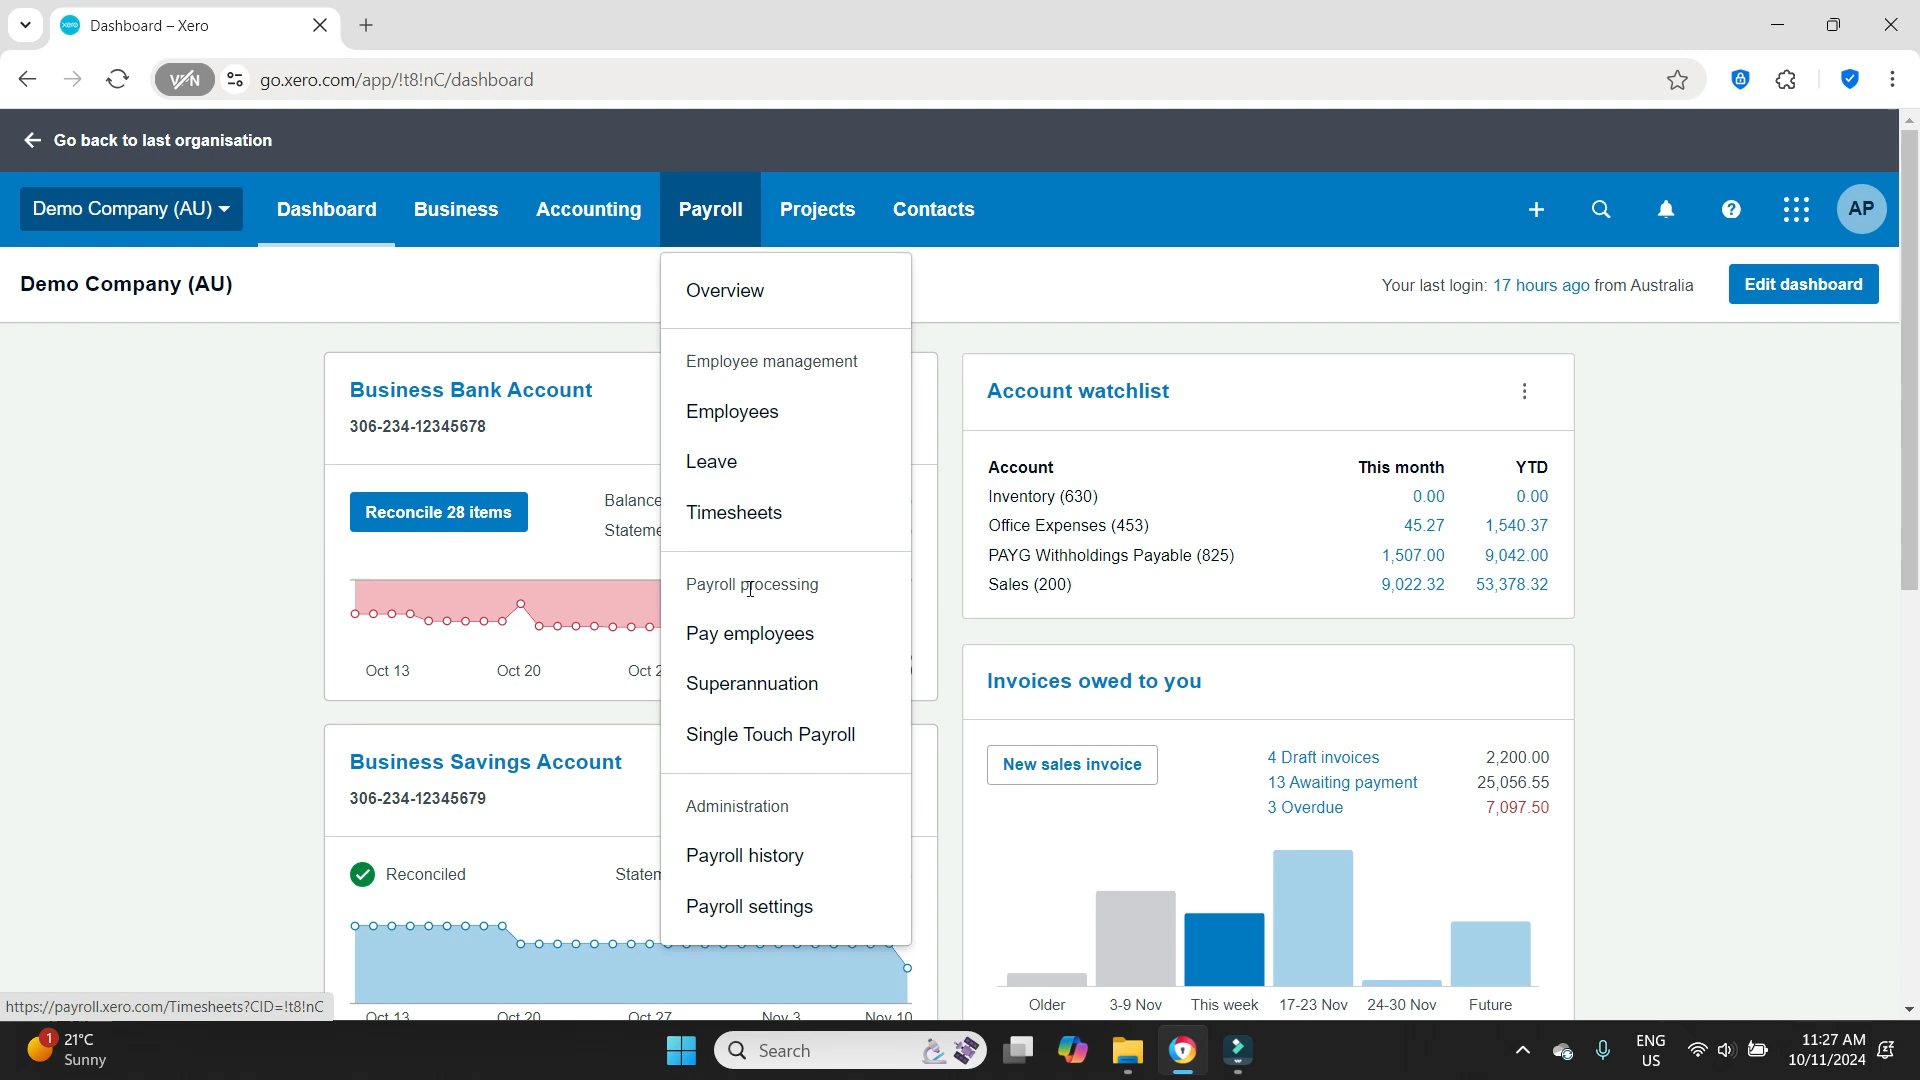 Dashboard – Xero
VPN
go.xero.com/app/!t8!nC/dashboard
Go back to last organisation
Demo Company (AU)
Dashboard
Business
Accounting
Payroll
Projects
Contacts
AP
Demo Company (AU)
Your last login: 17 hours ago from Australia
Edit dashboard
Overview
Employee management
Employees
Leave
Timesheets
Payroll processing
Pay employees
Superannuation
Single Touch Payroll
Administration
Payroll history
Payroll settings
Business Bank Account
306-234-12345678
Reconcile 28 items
Balance
Oct 13
Oct 20
Business Savings Account
306-234-12345679
Reconciled
Oct 13
Oct 20
Oct 27
Nov 3
Nov 10
Account watchlist
Account This month YTD
Inventory (630) 0.00 0.00
Office Expenses (453) 45.27 1,540.37
PAYG Withholdings Payable (825) 1,507.00 9,042.00
Sales (200) 9,022.32 53,378.32
Invoices owed to you
New sales invoice
4 Draft invoices 2,200.00
13 Awaiting payment 25,056.55
3 Overdue 7,097.50
Older 3-9 Nov This week 17-23 Nov 24-30 Nov Future
https://payroll.xero.com/Timesheets?CID=!t8!nC
1
21°C
Sunny
Search
ENG
US
11:27 AM
10/11/2024